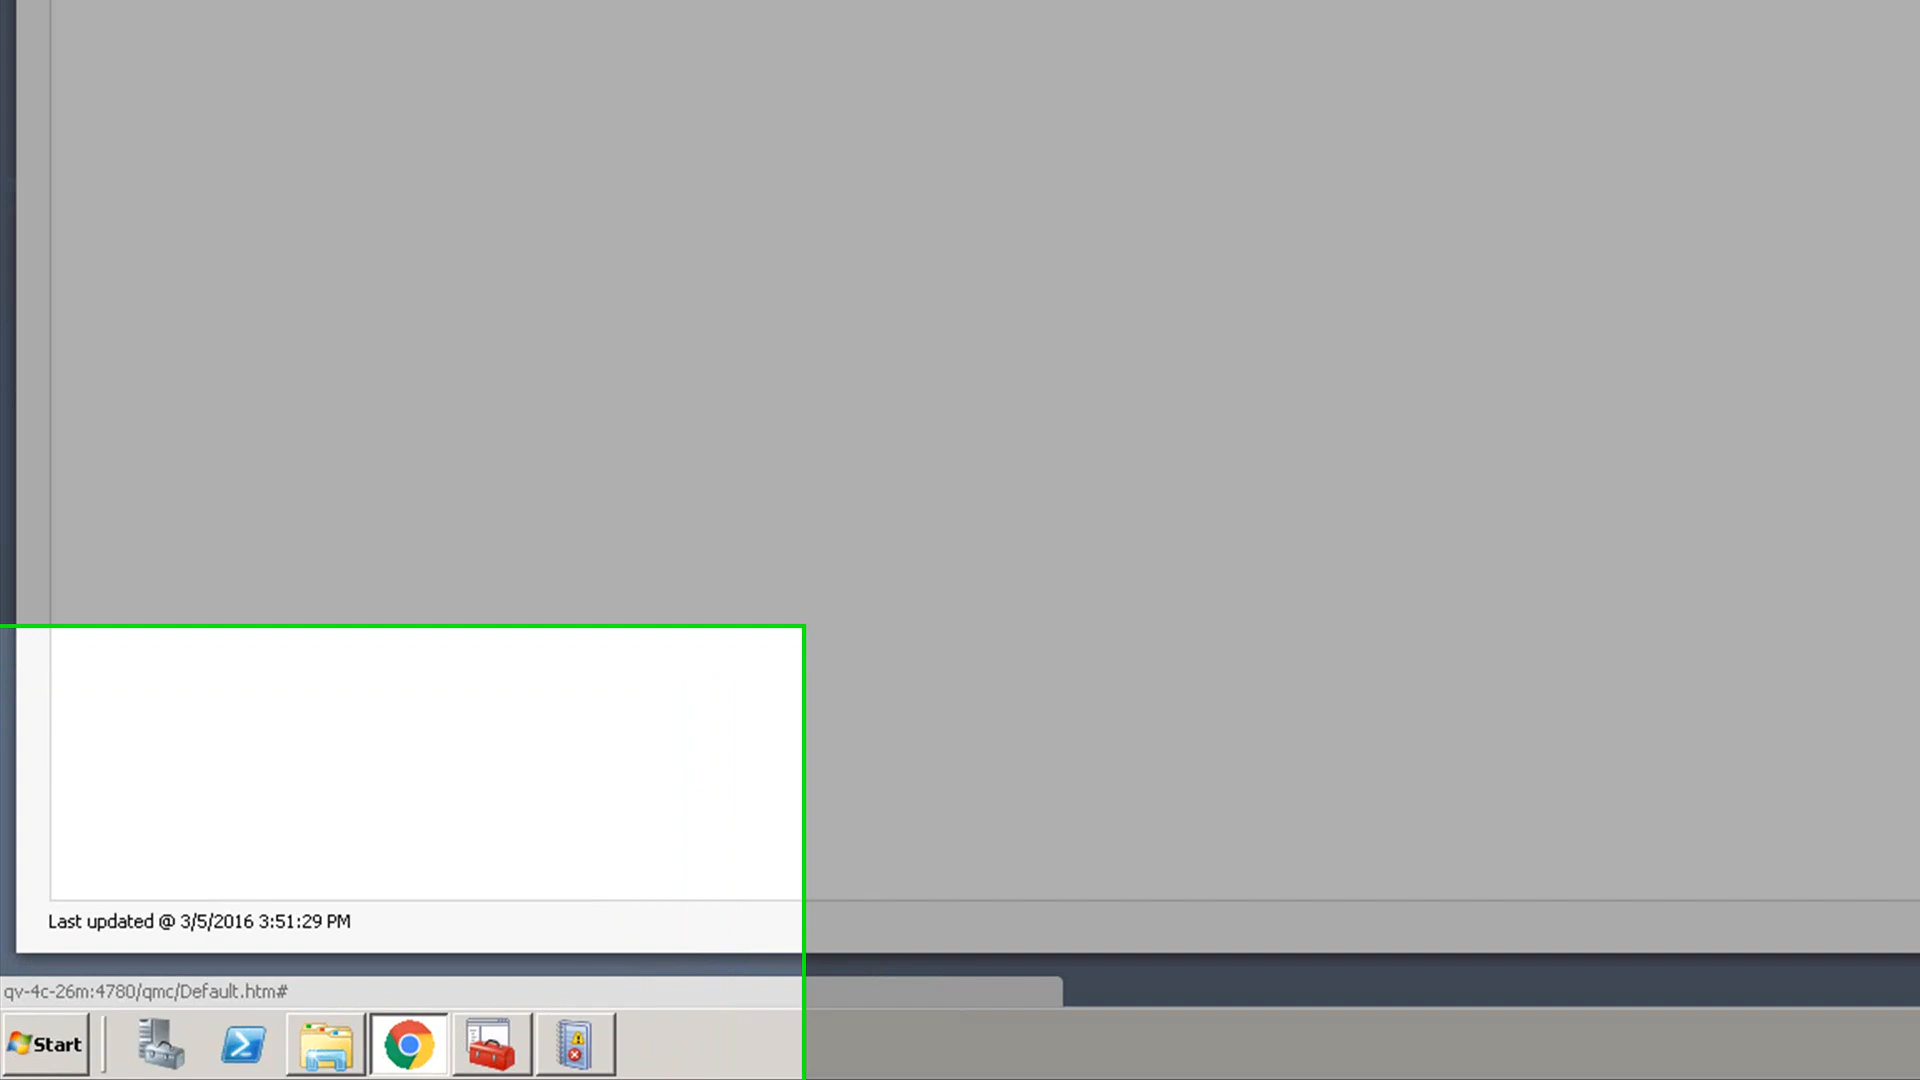 Last updated @ 3/5/2016 3:51:29 PM
qv-4c-26m:4780/qmc/Default.htm#
Start